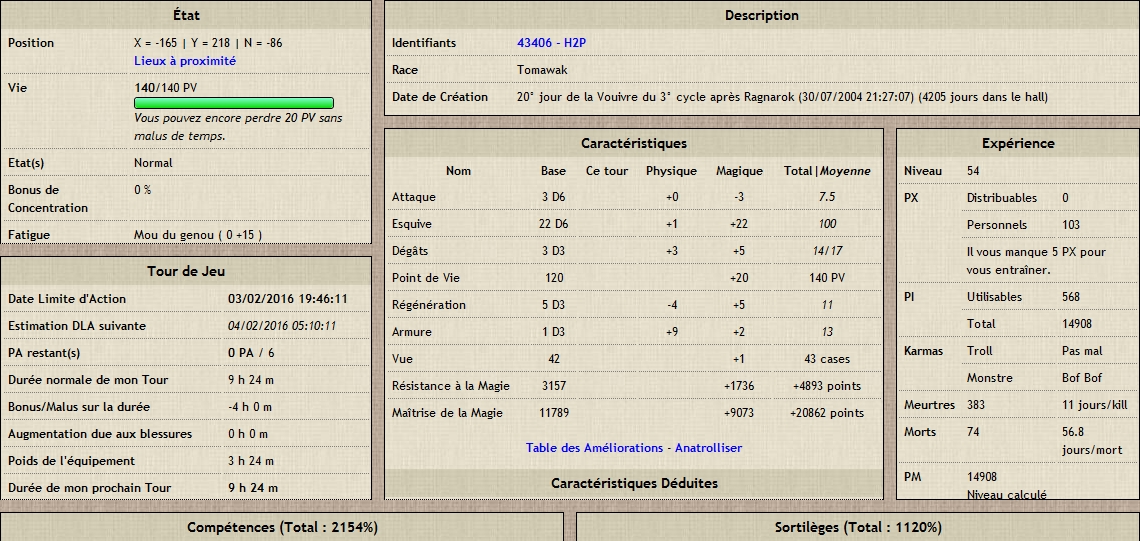 État
Position X = -165 | Y = 218 | N = -86
Lieux à proximité
Vie 140/140 PV
Vous pouvez encore perdre 20 PV sans
malus de temps.
Etat(s) Normal
Bonus de 0 %
Concentration
Fatigue Mou du genou ( 0 +15 )
Tour de Jeu
Date Limite d'Action 03/02/2016 19:46:11
Estimation DLA suivante 04/02/2016 05:10:11
PA restant(s) 0 PA / 6
Durée normale de mon Tour 9 h 24 m
Bonus/Malus sur la durée -4 h 0 m
Augmentation due aux blessures 0 h 0 m
Poids de l'équipement 3 h 24 m
Durée de mon prochain Tour 9 h 24 m
Description
Identifiants 43406 - H2P
Race Tomawak
Date de Création 20° jour de la Vouivre du 3° cycle après Ragnarok (30/07/2004 21:27:07) (4205 jours dans le hall)
Caractéristiques
Nom Base Ce tour Physique Magique Total|Moyenne
Attaque 3 D6 +0 -3 7.5
Esquive 22 D6 +1 +22 100
Dégâts 3 D3 +3 +5 14/17
Point de Vie 120 +20 140 PV
Régénération 5 D3 -4 +5 11
Armure 1 D3 +9 +2 13
Vue 42 +1 43 cases
Résistance à la Magie 3157 +1736 +4893 points
Maîtrise de la Magie 11789 +9073 +20862 points
Table des Améliorations - Anatrolliser
Caractéristiques Déduites
Expérience
Niveau 54
PX Distribuables 0
Personnels 103
Il vous manque 5 PX pour
vous entraîner.
PI Utilisables 568
Total 14908
Karmas Troll Pas mal
Monstre Bof Bof
Meurtres 383 11 jours/kill
Morts 74 56.8
jours/mort
PM 14908
Niveau calculé
Compétences (Total : 2154%)
Sortilèges (Total : 1120%)